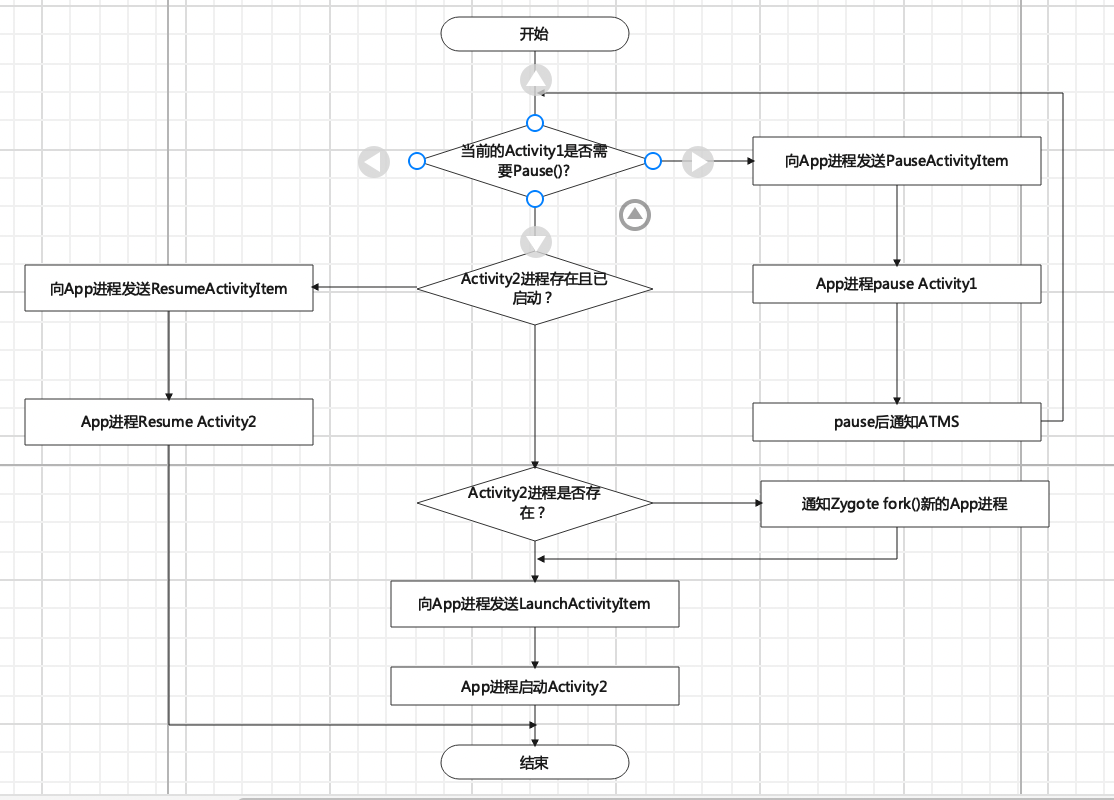 开始
当前的Activity1是否需
要Pause()?
向App进程发送PauseActivityItem
Activity2进程存在且已
启动？
向App进程发送ResumeActivityItem
App进程pause Activity1
App进程Resume Activity2
pause后通知ATMS
Activity2进程是否存
在？
通知Zygote fork()新的App进程
向App进程发送LaunchActivityItem
App进程启动Activity2
结束